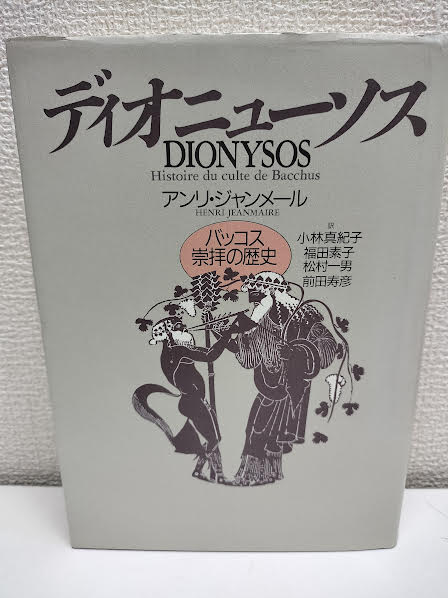 ディオニューソス
DIONYSOS
Histoire du culte de Bacchus
アンリ・ジャンメール
HENRI JEANMAIRE
バッコス
崇拝の歴史
訳
小林真紀子
福田素子
松村一男
前田寿彦